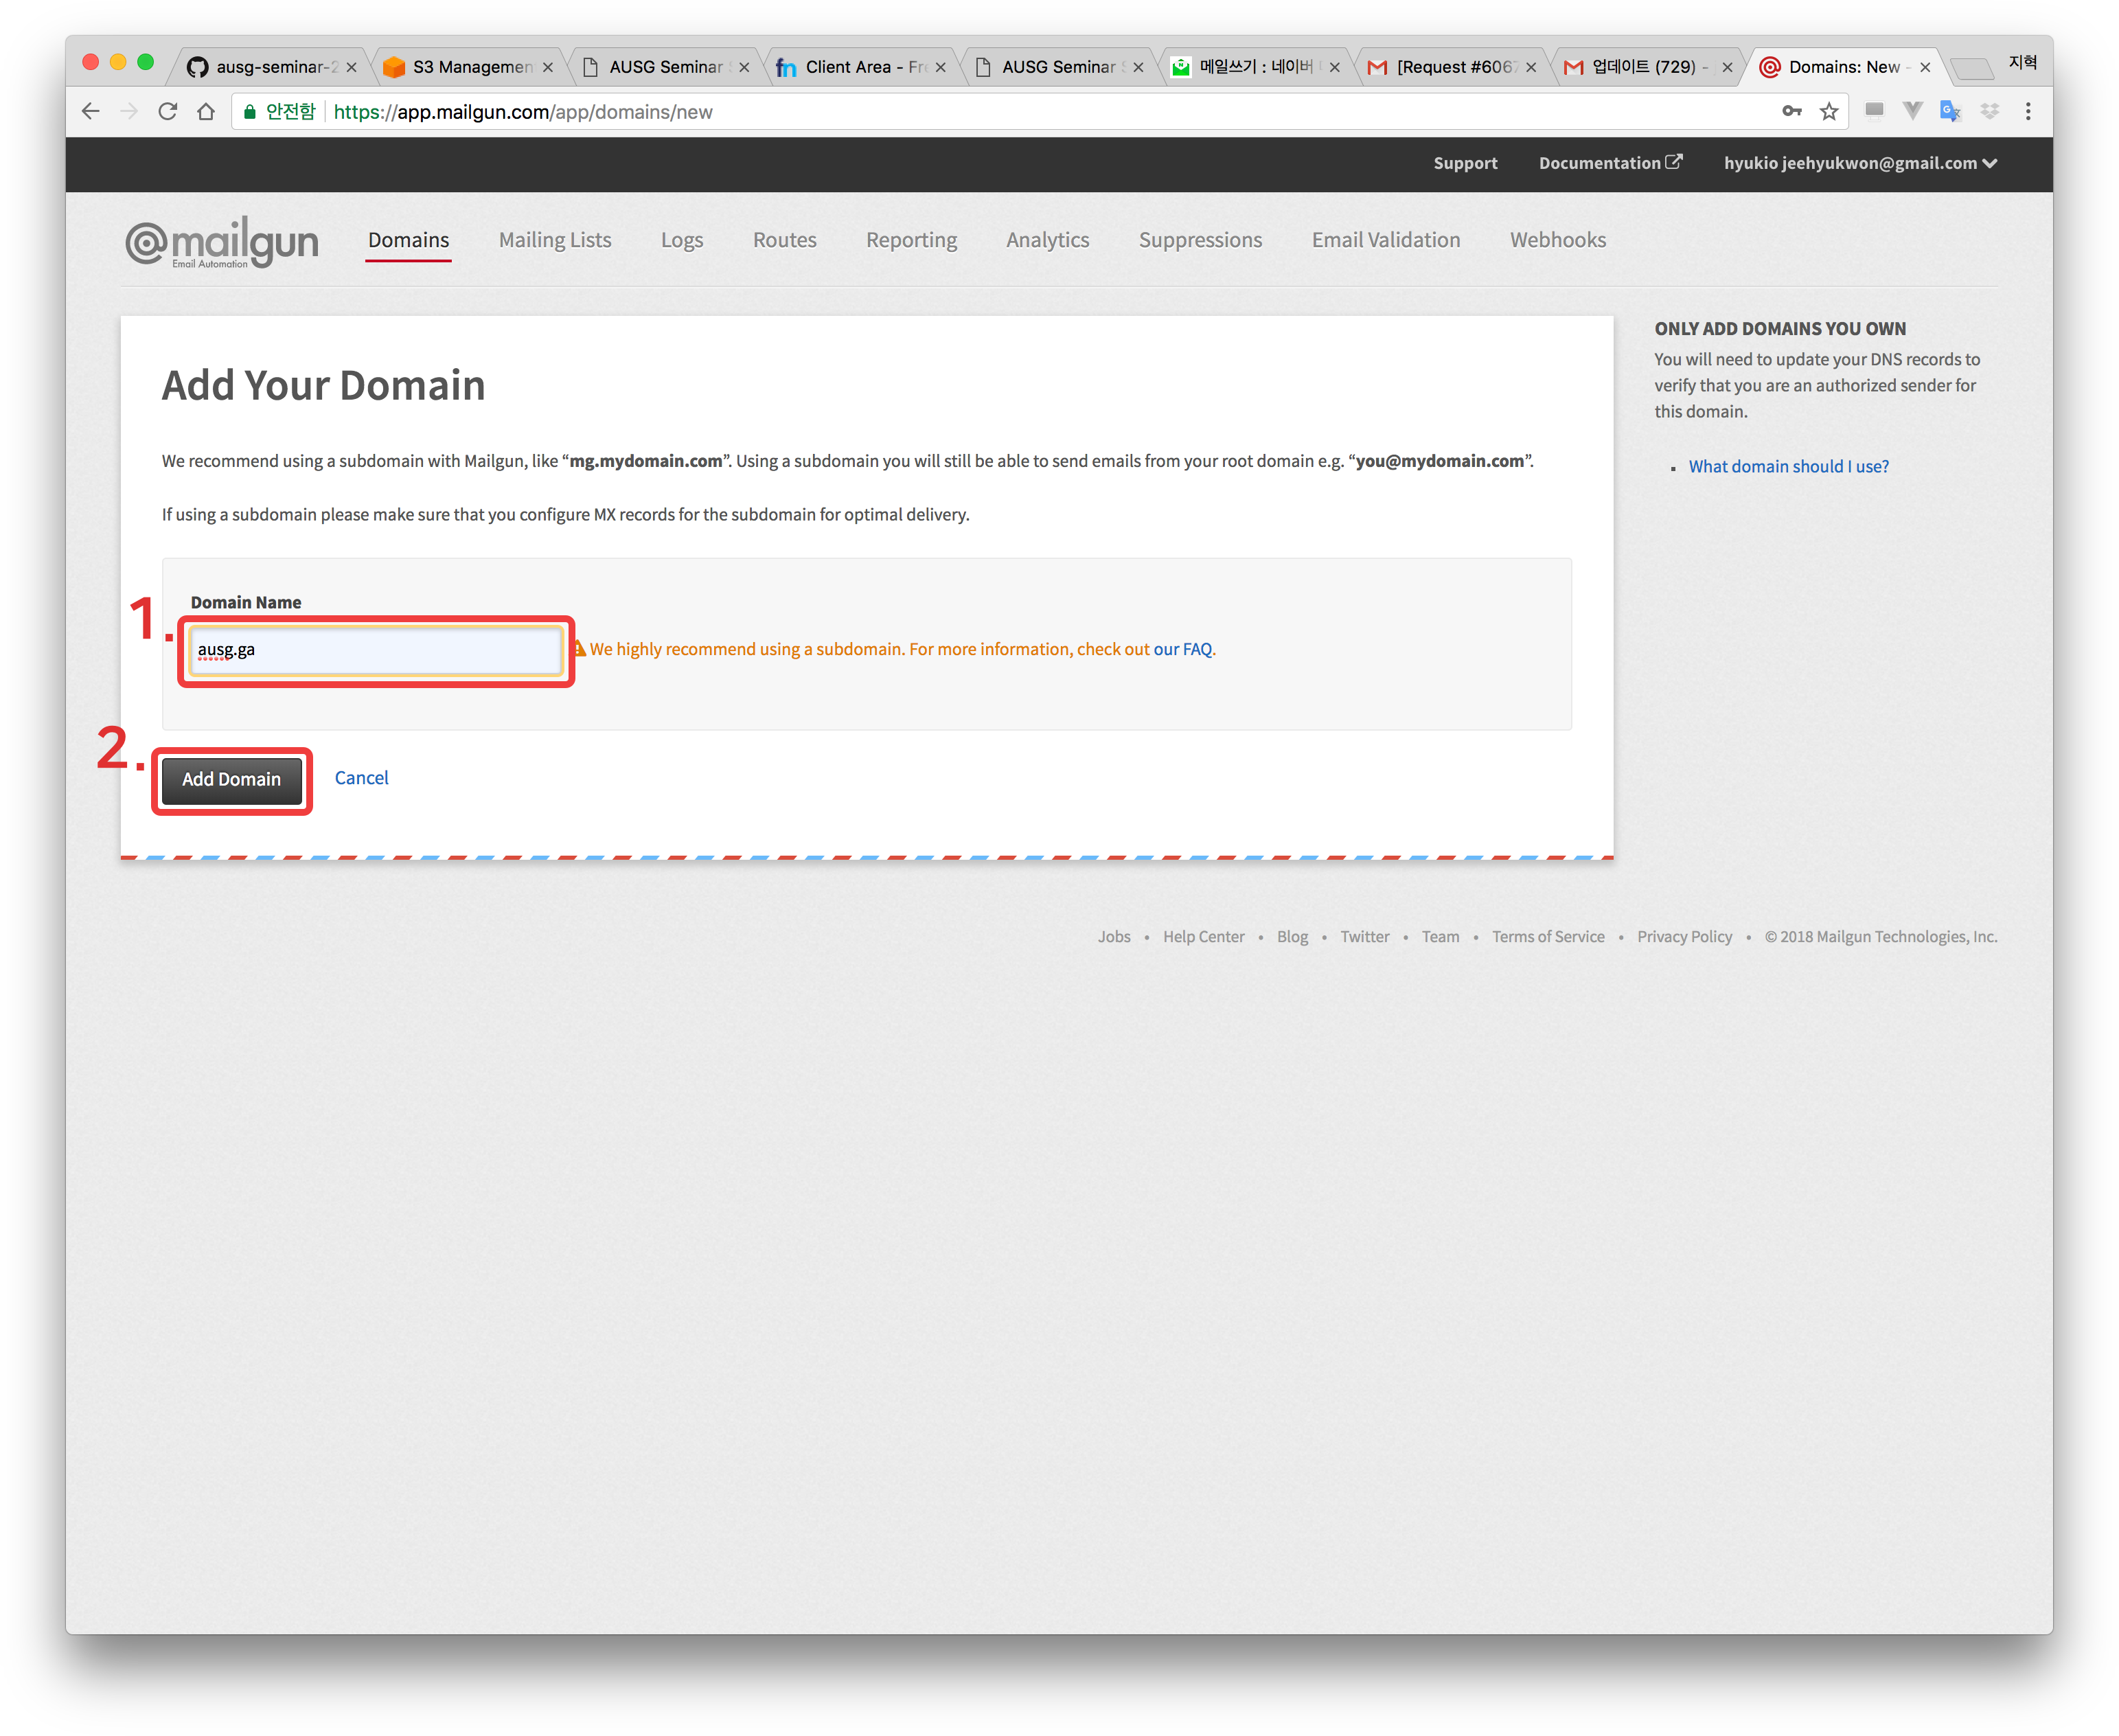 ausg-seminar-2
S3 Managemen
AUSG Seminar
Client Area - Fr
AUSG Seminar
메일쓰기 : 네이버
[Request #6067
업데이트 (729) -
Domains: New -
지혁
안전함 https://app.mailgun.com/app/domains/new
Support Documentation hyukio jeehyukwon@gmail.com
@mailgun
Email Automation
Domains Mailing Lists Logs Routes Reporting Analytics Suppressions Email Validation Webhooks
Add Your Domain
We recommend using a subdomain with Mailgun, like “mg.mydomain.com”. Using a subdomain you will still be able to send emails from your root domain e.g. “you@mydomain.com”.
If using a subdomain please make sure that you configure MX records for the subdomain for optimal delivery.
Domain Name
1.
ausg.ga
We highly recommend using a subdomain. For more information, check out our FAQ.
2.
Add Domain Cancel
ONLY ADD DOMAINS YOU OWN
You will need to update your DNS records to
verify that you are an authorized sender for
this domain.
▪ What domain should I use?
Jobs • Help Center • Blog • Twitter • Team • Terms of Service • Privacy Policy • © 2018 Mailgun Technologies, Inc.